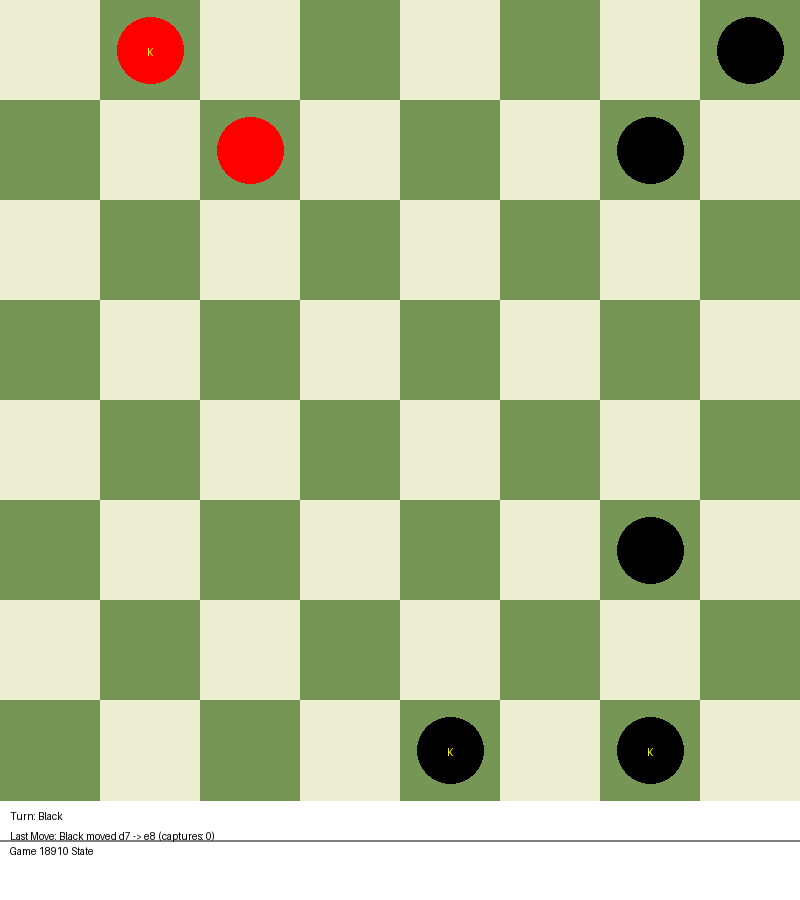 K
K K
Turn: Black
Last Move: Black moved d7 -> e8 (captures: 0)
Game 18910 State